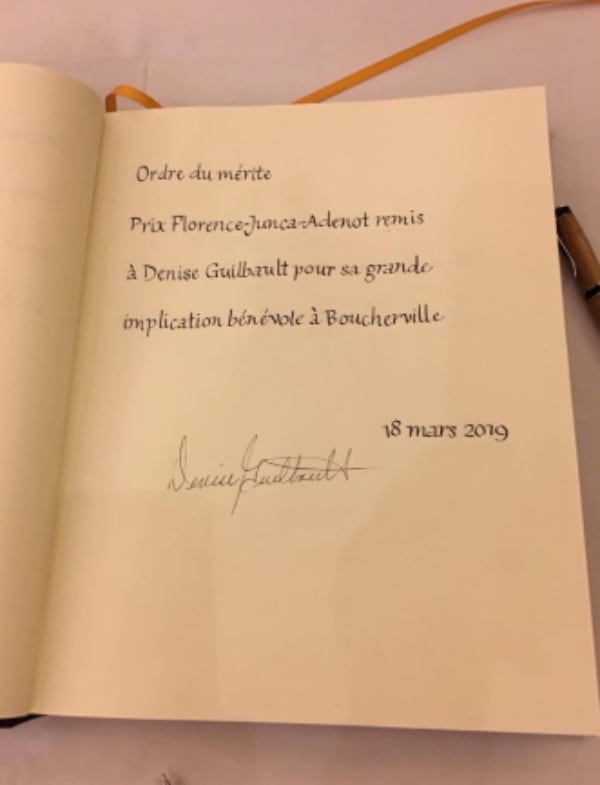 Ordre du mérite
Prix Florence-Junca-Adenot remis
à Denise Guilbault pour sa grande
implication bénévole à Boucherville
18 mars 2019
Denise Guilbault